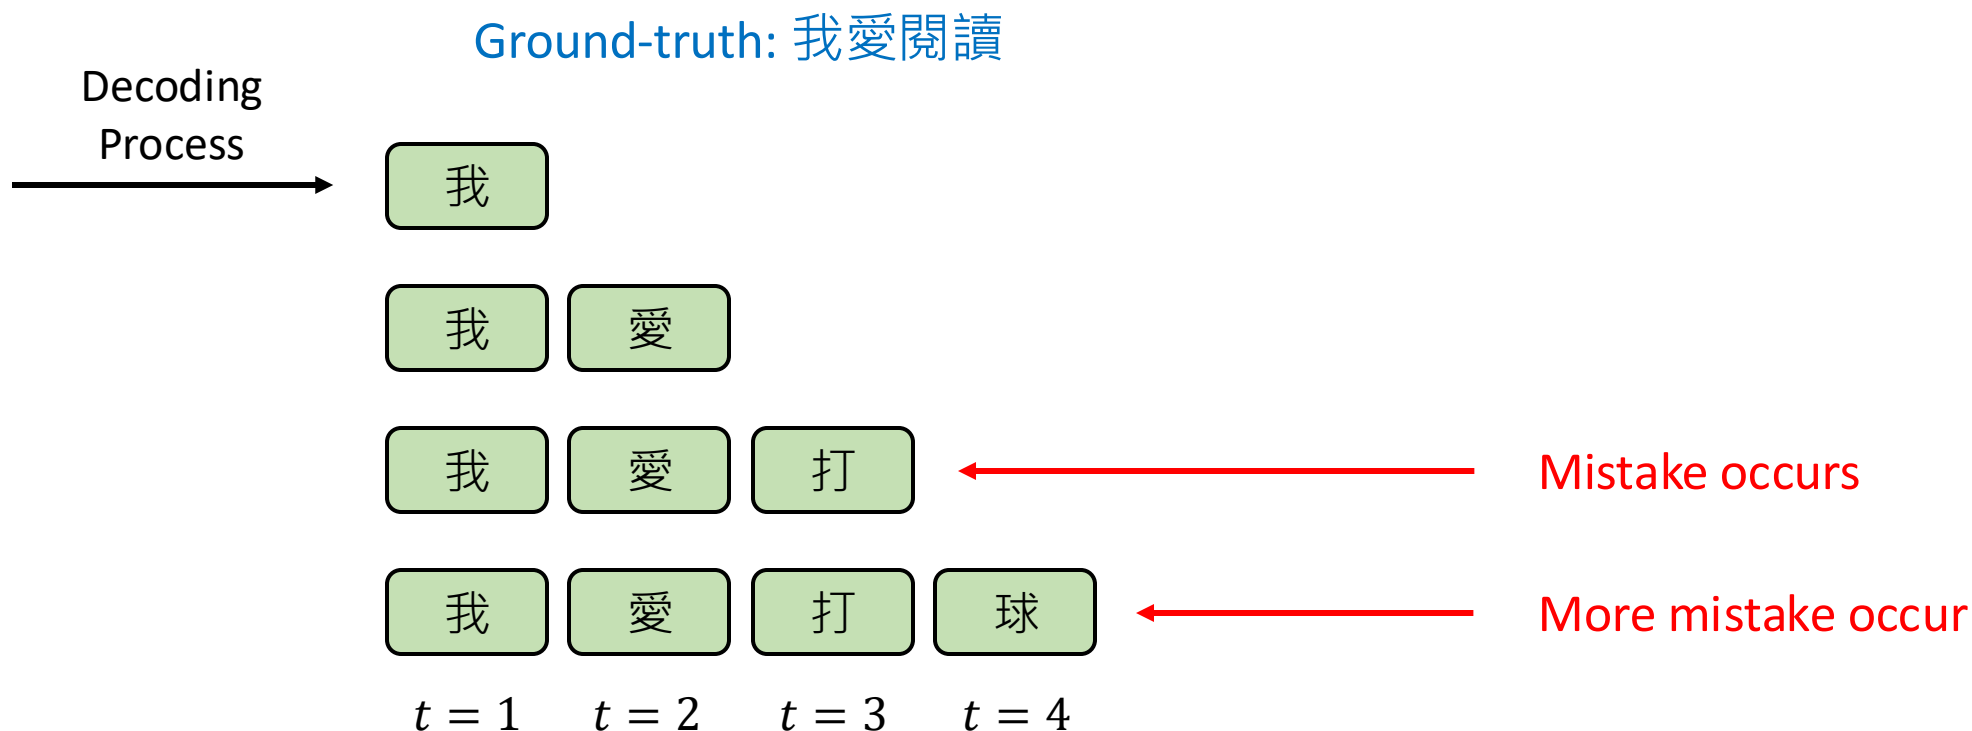 Ground-truth: 我愛閱讀
Decoding
Process
我
我 愛
我 愛 打
Mistake occurs
我 愛 打 球
More mistake occur
t = 1 t = 2 t = 3 t = 4